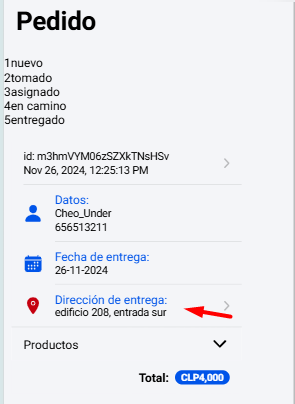 Pedido
1nuevo
2tomado
3asignado
4en camino
5entregado
id: m3hmVYM06zSZXkTNsHSv
Nov 26, 2024, 12:25:13 PM
Datos:
Cheo_Under
656513211
Fecha de entrega:
26-11-2024
Dirección de entrega:
edificio 208, entrada sur
Productos
Total: CLP4,000